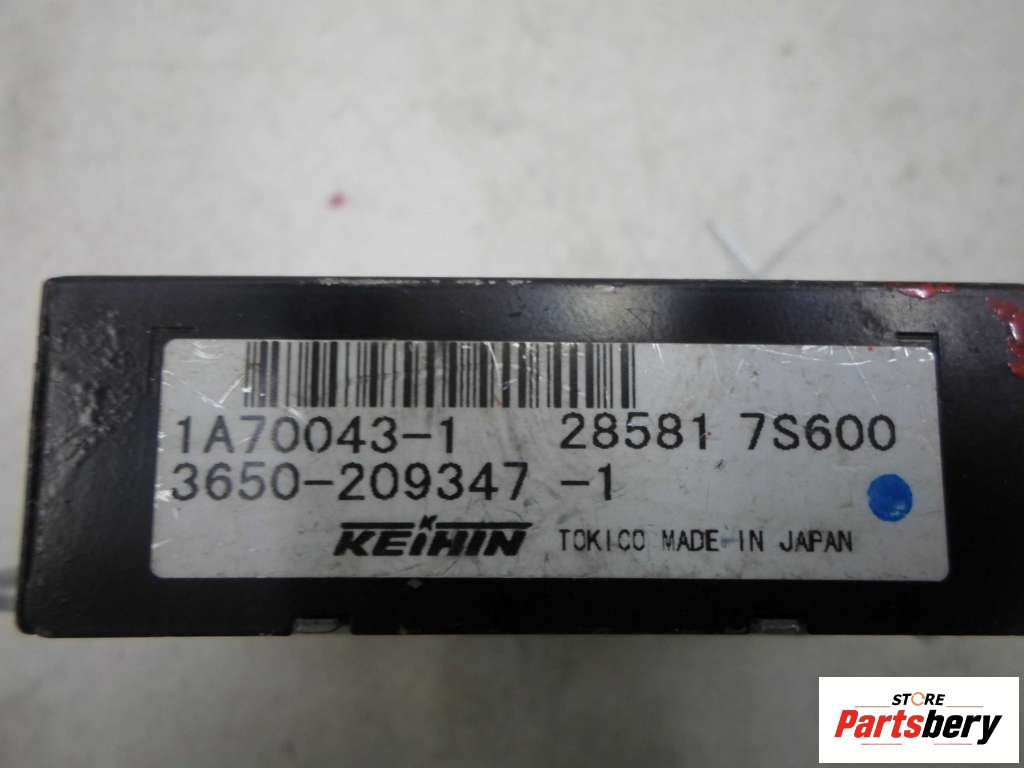 1A70043-1 28581 7S600
3650-209347 -1
KEIHIN TOKICO MADE IN JAPAN
STORE
Partsbery